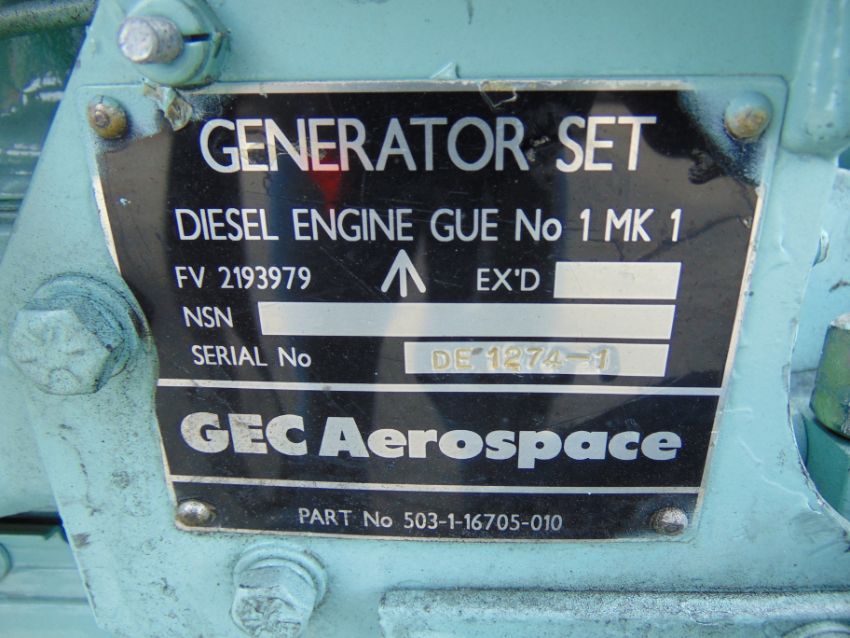 GENERATOR SET
DIESEL ENGINE GUE No 1 MK 1
FV 2193979 EX'D
NSN
SERIAL No DE 1274-1
GEC Aerospace
PART No 503-1-16705-010